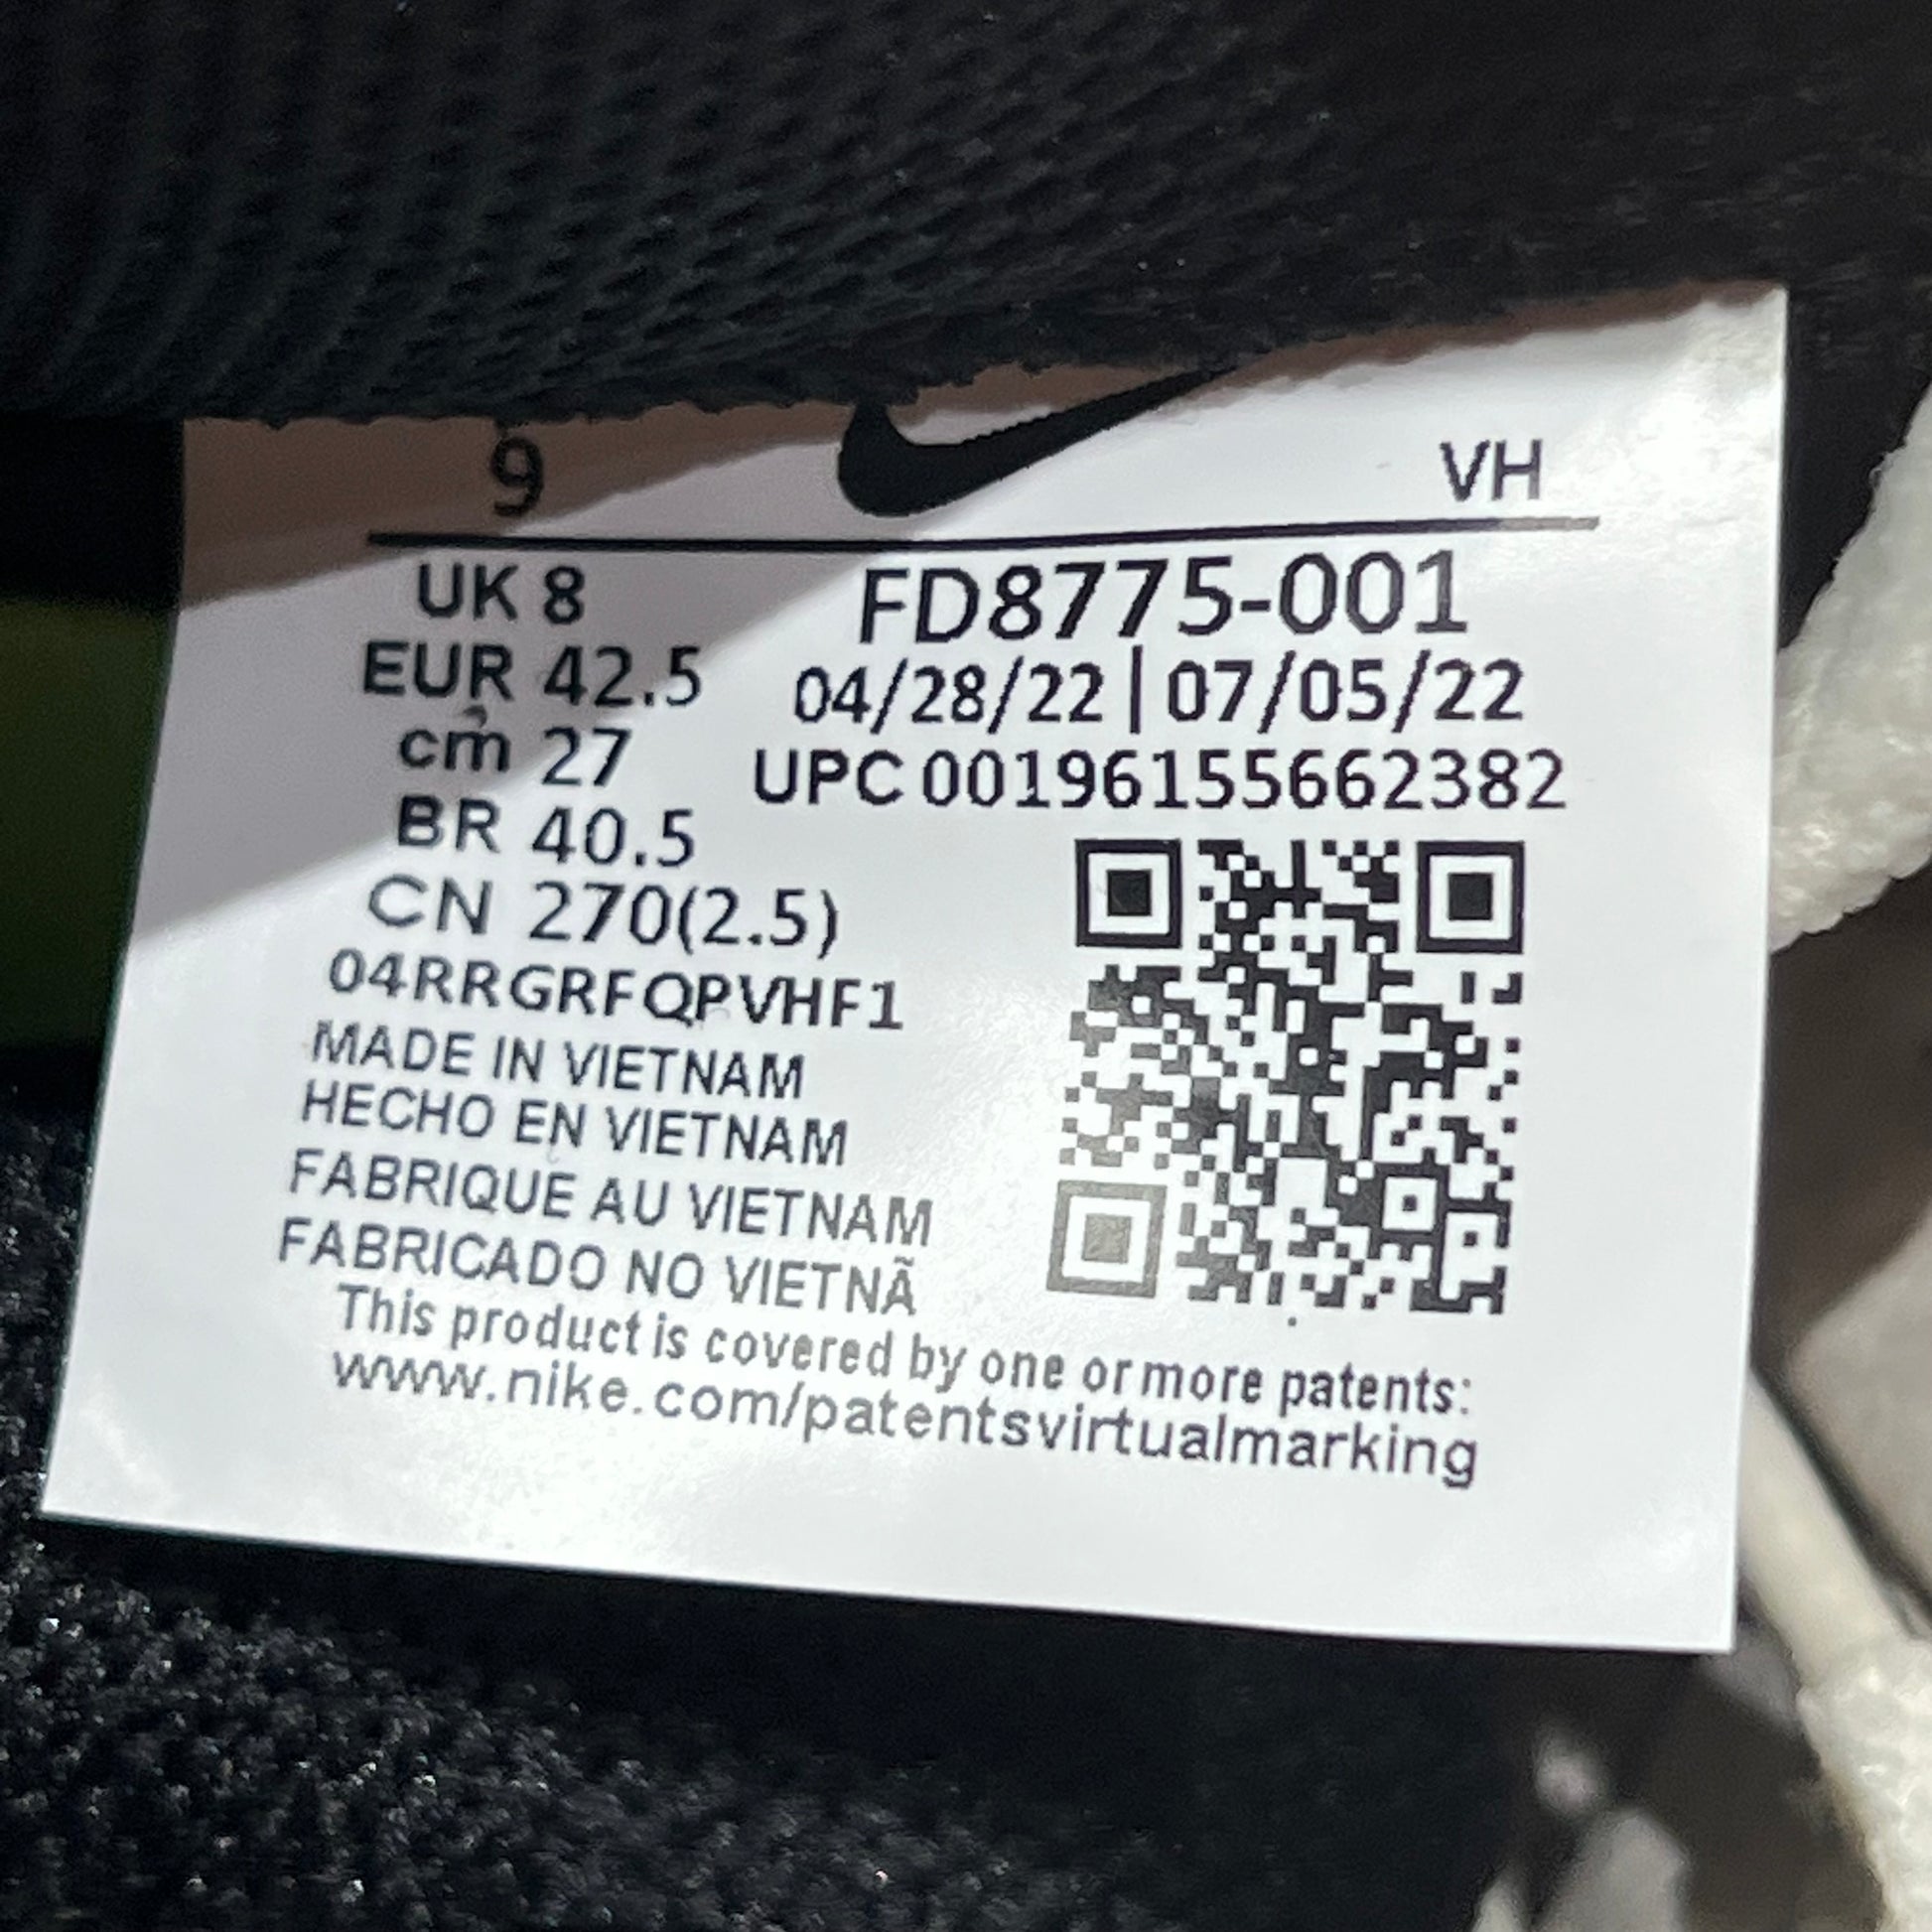 9 VH
UK 8 FD8775-001
EUR 42.5 04/28/22|07/05/22
cm 27 UPC 00196155662382
BR 40.5
CN 270(2.5)
04RRGRFQPVHF1
MADE IN VIETNAM
HECHO EN VIETNAM
FABRIQUE AU VIETNAM
FABRICADO NO VIETNÃ
This product is covered by one or more patents:
www.nike.com/patentsvirtualmarking